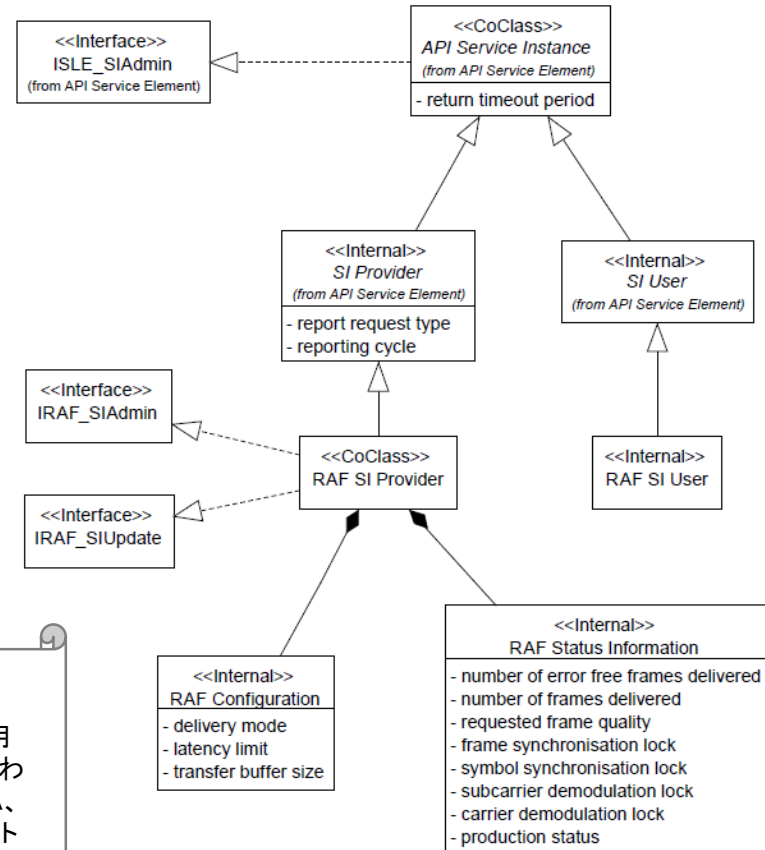 <<Interface>>
ISLE_SIAdmin
(from API Service Element)
<<CoClass>>
API Service Instance
(from API Service Element)
- return timeout period
<<Internal>>
SI Provider
(from API Service Element)
- report request type
- reporting cycle
<<Internal>>
SI User
(from API Service Element)
<<Interface>>
IRAF_SIAdmin
<<CoClass>>
RAF SI Provider
<<Internal>>
RAF SI User
<<Interface>>
IRAF_SIUpdate
<<Internal>>
RAF Configuration
- delivery mode
- latency limit
- transfer buffer size
<<Internal>>
RAF Status Information
- number of error free frames delivered
- number of frames delivered
- requested frame quality
- frame synchronisation lock
- symbol synchronisation lock
- subcarrier demodulation lock
- carrier demodulation lock
- production status
わ
ト